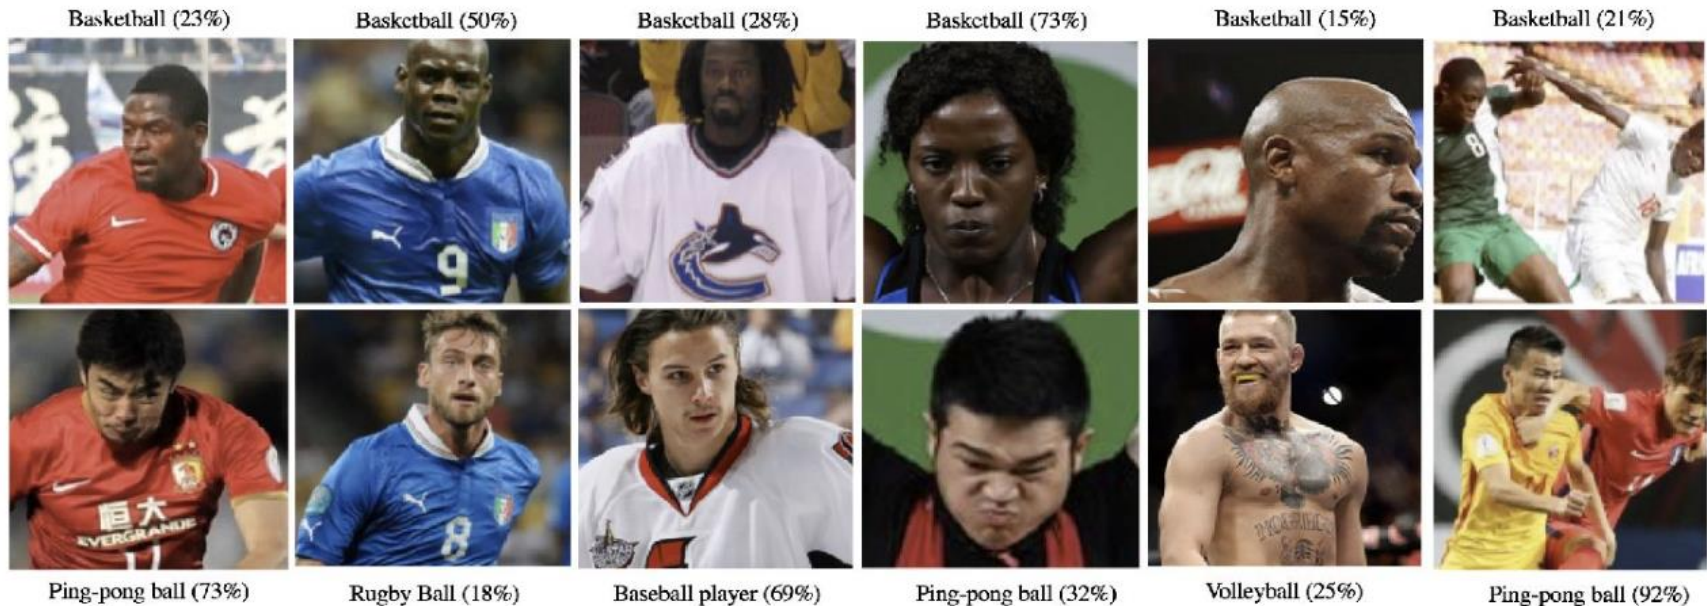 Basketball (23%)
Basketball (50%)
Basketball (28%)
Basketball (73%)
Basketball (15%)
Basketball (21%)
9
8
恒大
EVERGRANDE
8
Ping-pong ball (73%)
Rugby Ball (18%)
Baseball player (69%)
Ping-pong ball (32%)
Volleyball (25%)
Ping-pong ball (92%)